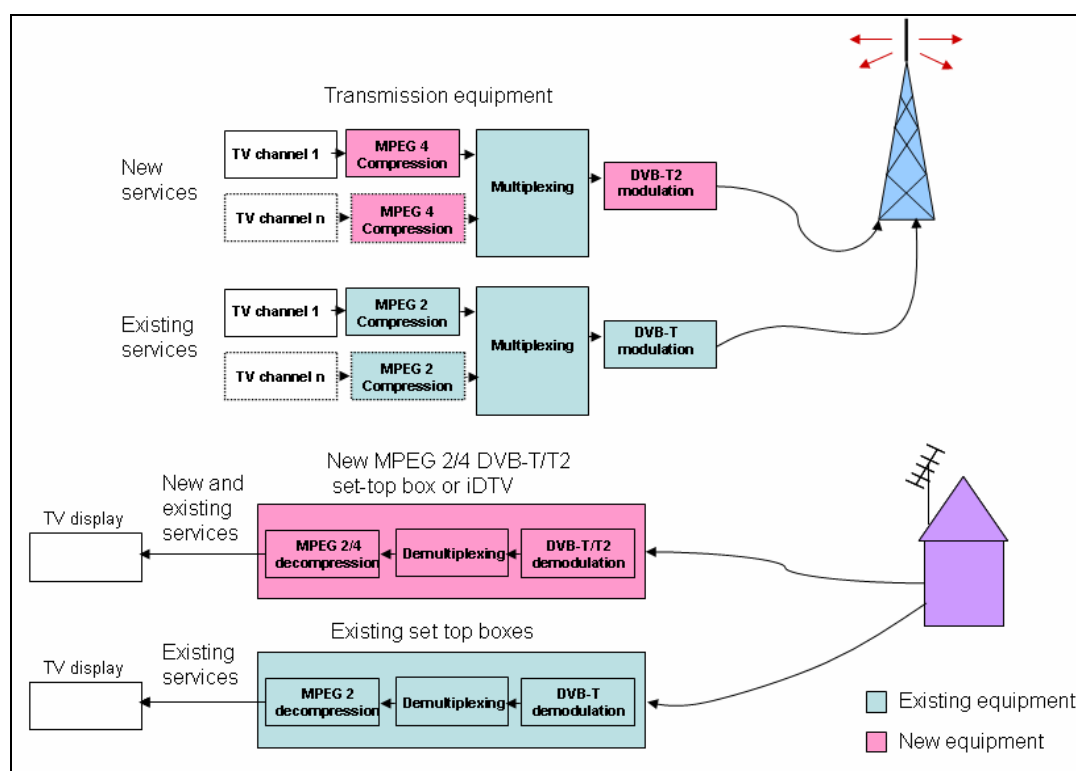 Transmission equipment
New
services
TV channel 1
MPEG 4
Compression
TV channel n
MPEG 4
Compression
Multiplexing
DVB-T2
modulation
Existing
services
TV channel 1
MPEG 2
Compression
TV channel n
MPEG 2
Compression
Multiplexing
DVB-T
modulation
New MPEG 2/4 DVB-T/T2
set-top box or iDTV
TV display
New and
existing
services
MPEG 2/4
decompression
Demultiplexing
DVB-T/T2
demodulation
Existing set top boxes
TV display
Existing
services
MPEG 2
decompression
Demultiplexing
DVB-T
demodulation
Existing equipment
New equipment